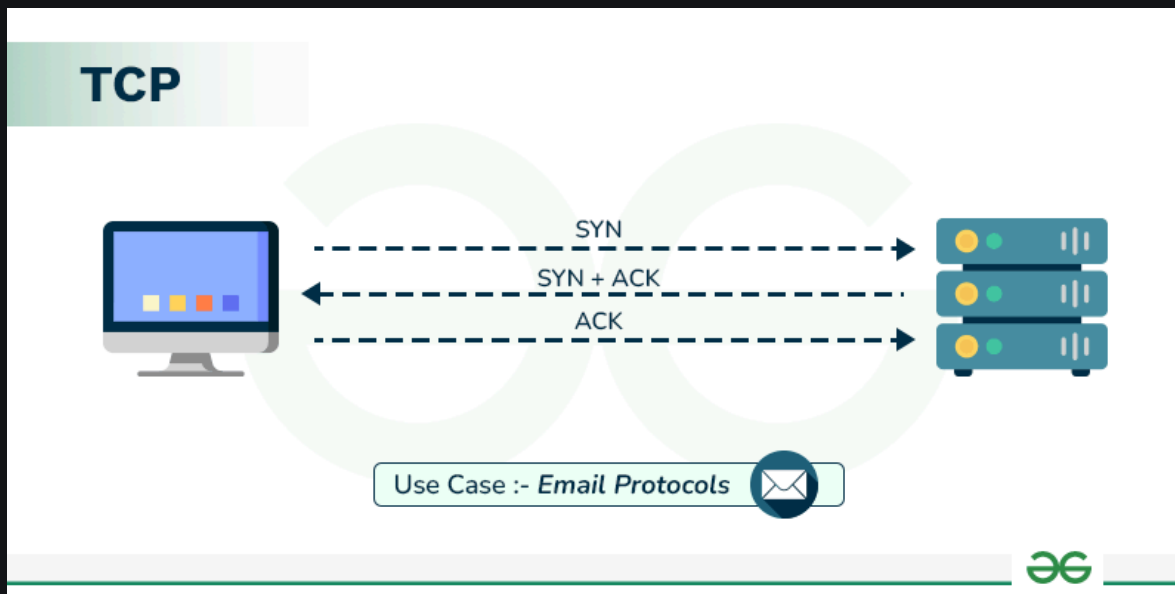 TCP
SYN
SYN + ACK
ACK
Use Case :- Email Protocols